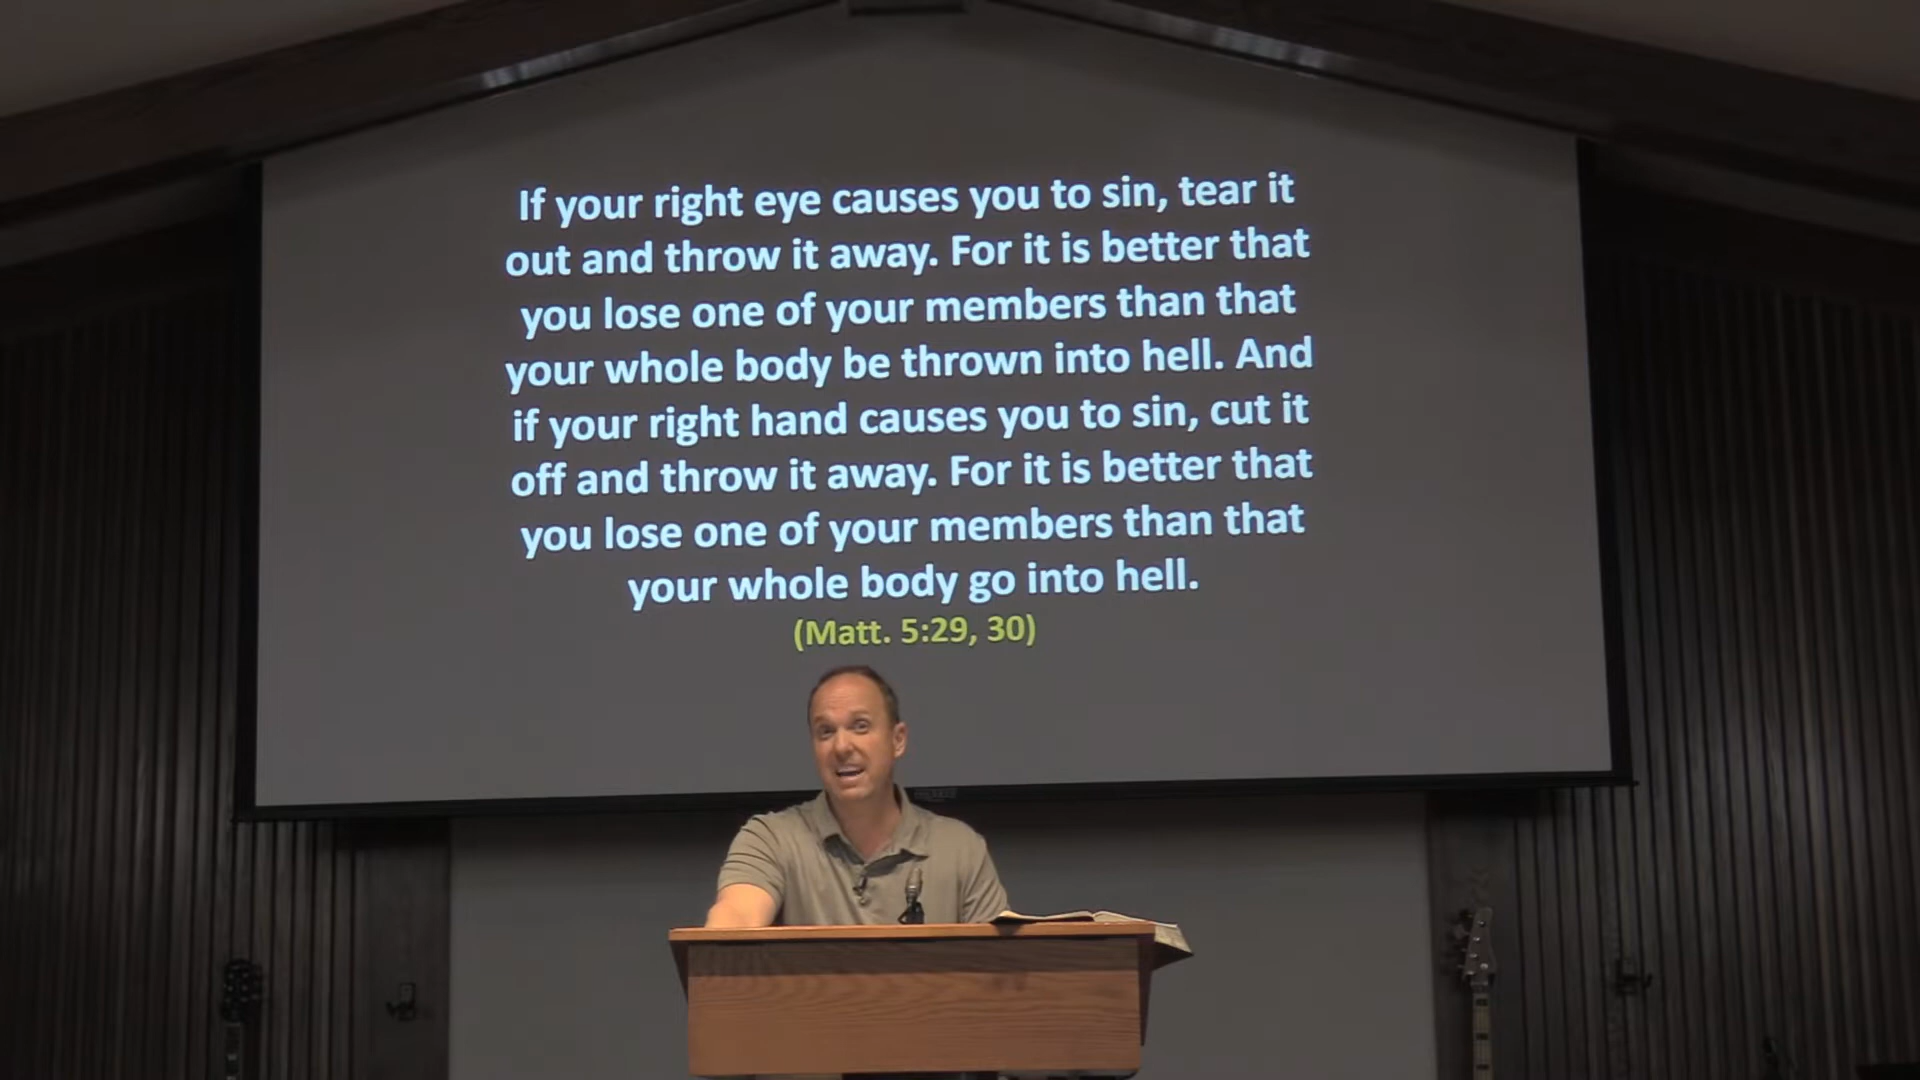 If your right eye causes you to sin, tear it
out and throw it away. For it is better that
you lose one of your members than that
your whole body be thrown into hell. And
if your right hand causes you to sin, cut it
off and throw it away. For it is better that
you lose one of your members than that
your whole body go into hell.
(Matt. 5:29, 30)